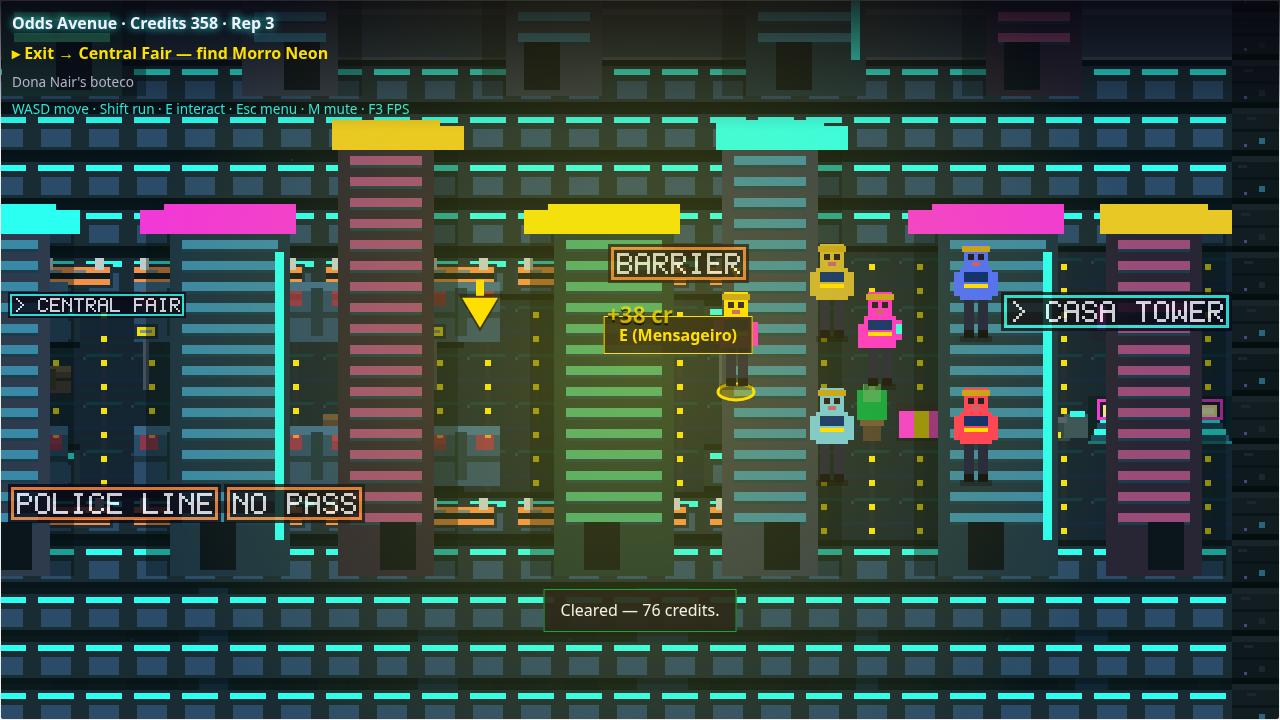 Odds Avenue · Credits 358 · Rep 3
▸ Exit → Central Fair — find Morro Neon
Dona Nair's boteco
WASD move · Shift run · E interact · Esc menu · M mute · F3 FPS
BARRIER
> CENTRAL FAIR
+38 cr
E (Mensageiro)
> CASA TOWER
POLICE LINE
NO PASS
Cleared — 76 credits.